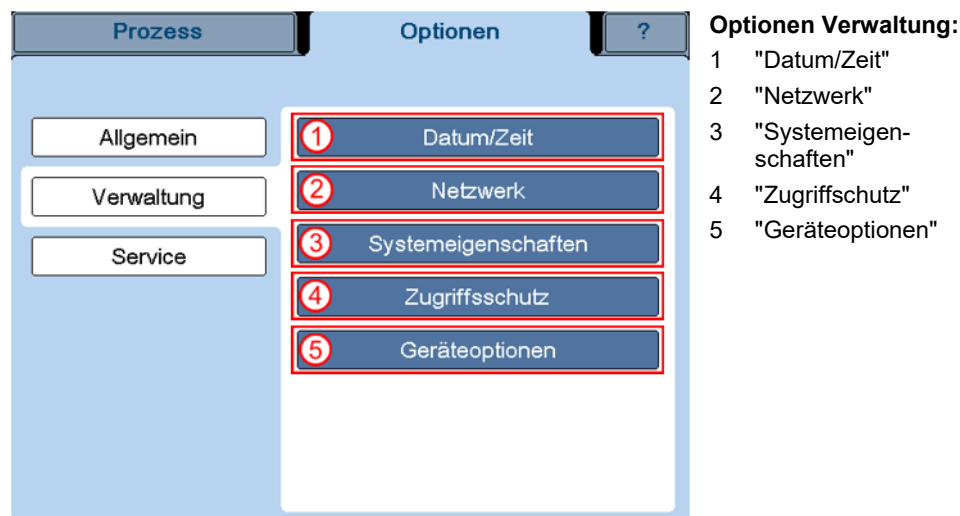 Prozess
Optionen
?
Allgemein
Verwaltung
Service
1 Datum/Zeit
2 Netzwerk
3 Systemeigenschaften
4 Zugriffsschutz
5 Geräteoptionen
Optionen Verwaltung:
1 "Datum/Zeit"
2 "Netzwerk"
3 "Systemeigen-
schaften"
4 "Zugriffschutz"
5 "Geräteoptionen"